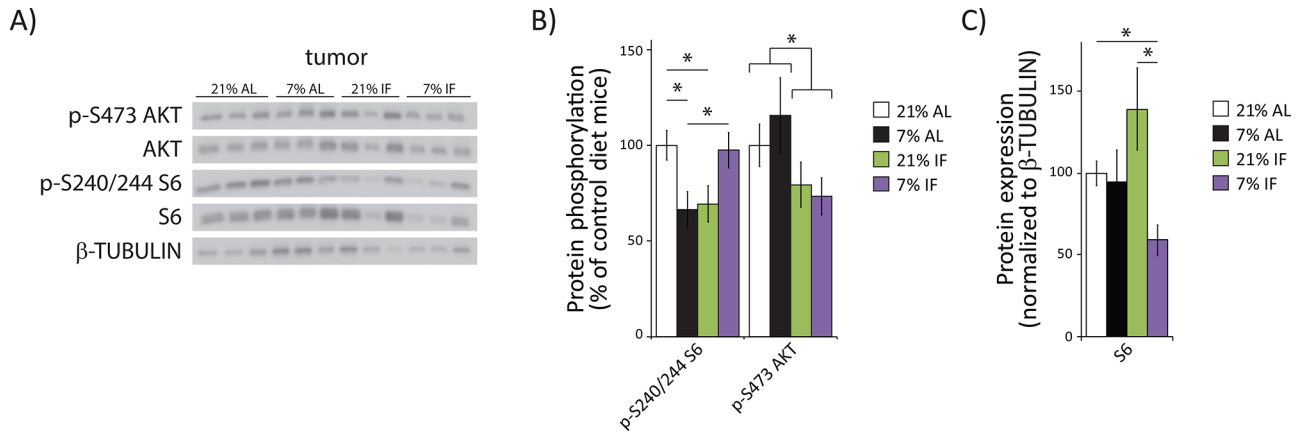 A)
tumor
21% AL 7% AL 21% IF 7% IF
p-S473 AKT
AKT
p-S240/244 S6
S6
β-TUBULIN
B)
Protein phosphorylation
(% of control diet mice)
150
100
50
0
* * * *
p-S240/244 S6
p-S473 AKT
21% AL
7% AL
21% IF
7% IF
C)
Protein expression
(normalized to β-TUBULIN)
150
100
50
0
*
*
S6
21% AL
7% AL
21% IF
7% IF